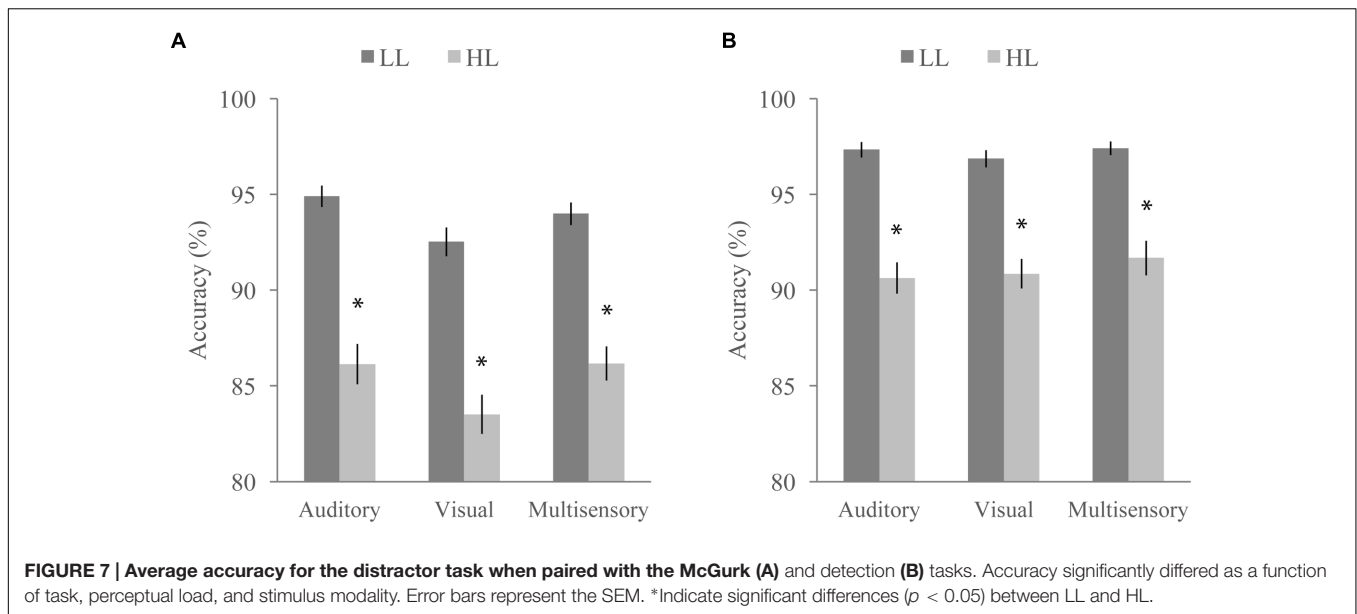 A
LL HL
100
95
90
85
80
Accuracy (%)
*
*
*
Auditory Visual Multisensory
B
LL HL
100
95
90
85
80
Accuracy (%)
*
*
*
Auditory Visual Multisensory
FIGURE 7 | Average accuracy for the distractor task when paired with the McGurk (A) and detection (B) tasks. Accuracy significantly differed as a function
of task, perceptual load, and stimulus modality. Error bars represent the SEM. *Indicate significant differences (p < 0.05) between LL and HL.